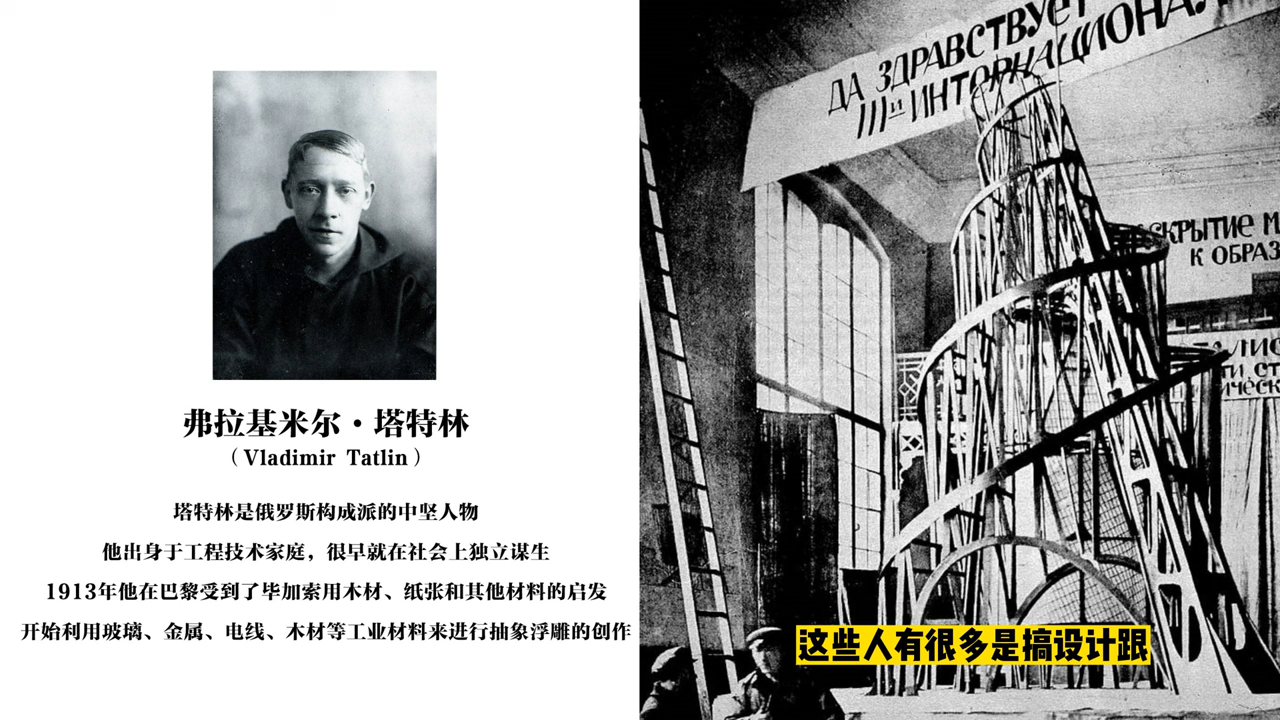 弗拉基米尔·塔特林
（Vladimir Tatlin）
塔特林是俄罗斯构成派的中坚人物
他出身于工程技术家庭，很早就在社会上独立谋生
1913年他在巴黎受到了毕加索用木材、纸张和其他材料的启发
开始利用玻璃、金属、电线、木材等工业材料来进行抽象浮雕的创作
ДА ЗДРАВСТВУЕТ
IIIй ИНТЕРНАЦИОНАЛ
СКРЫТИЕ М
К ОБРАЗ
这些人有很多是搞设计跟